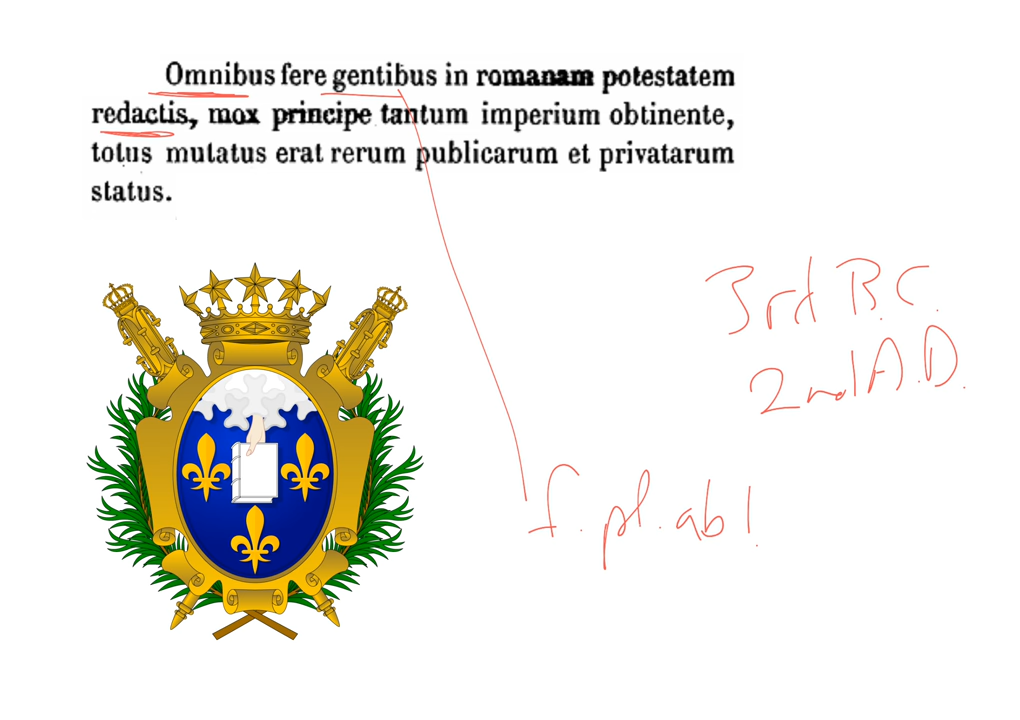 Omnibus fere gentibus in romanam potestatem
redactis, mox principe tantum imperium obtinente,
totus mutatus erat rerum publicarum et privatarum
status.
3rd B.C.
2nd A.D.
f. pl. abl.